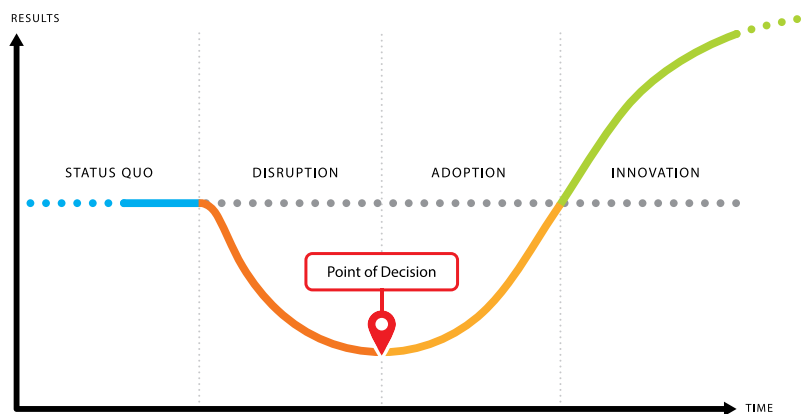 RESULTS
STATUS QUO
DISRUPTION
ADOPTION
INNOVATION
Point of Decision
TIME